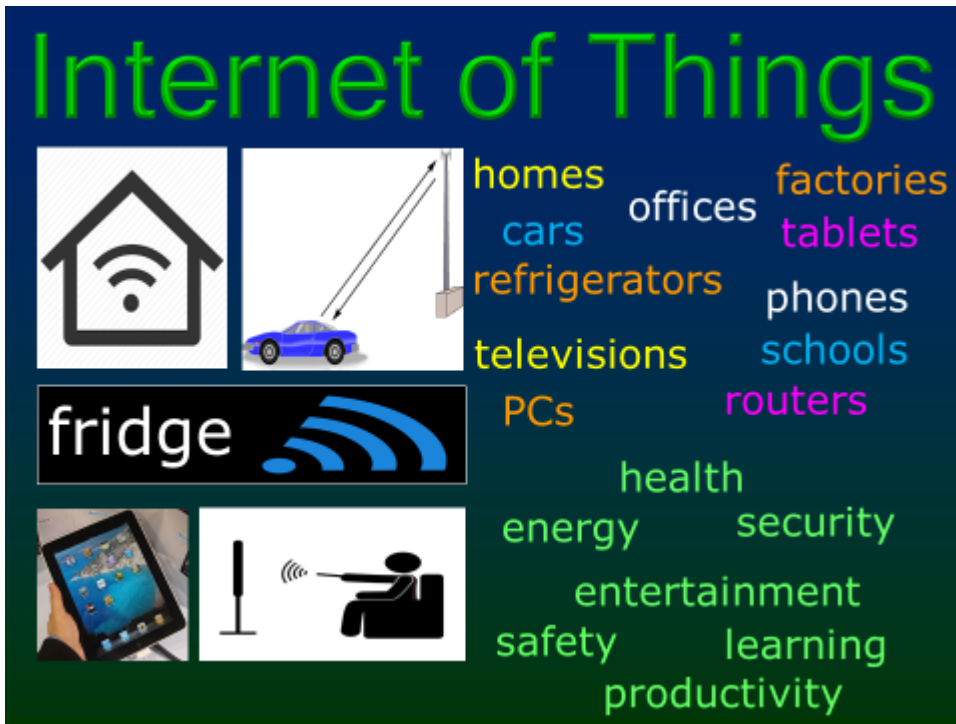 Internet of Things
homes
offices
factories
cars
tablets
refrigerators
phones
televisions
schools
PCs
routers
fridge
health
energy
security
entertainment
safety
learning
productivity